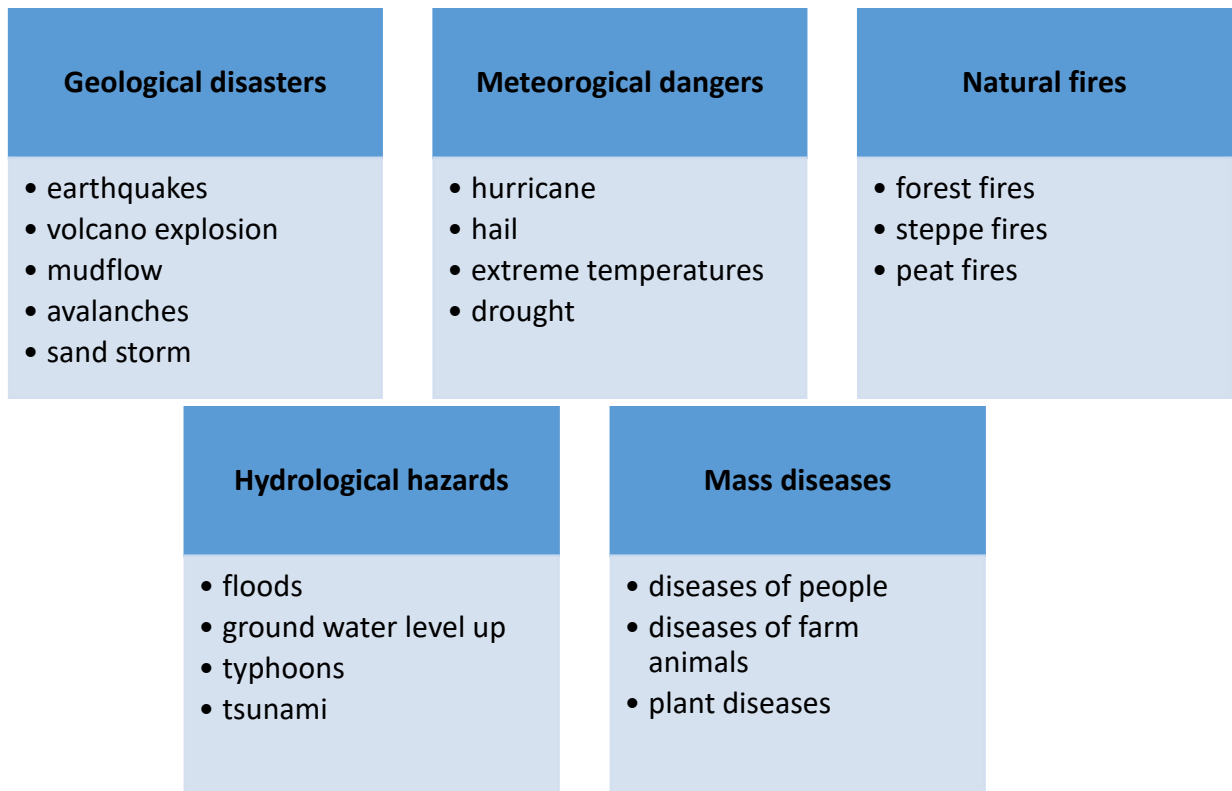 Geological disasters
• earthquakes
• volcano explosion
• mudflow
• avalanches
• sand storm
Meteorogical dangers
• hurricane
• hail
• extreme temperatures
• drought
Natural fires
• forest fires
• steppe fires
• peat fires
Hydrological hazards
• floods
• ground water level up
• typhoons
• tsunami
Mass diseases
• diseases of people
• diseases of farm
animals
• plant diseases